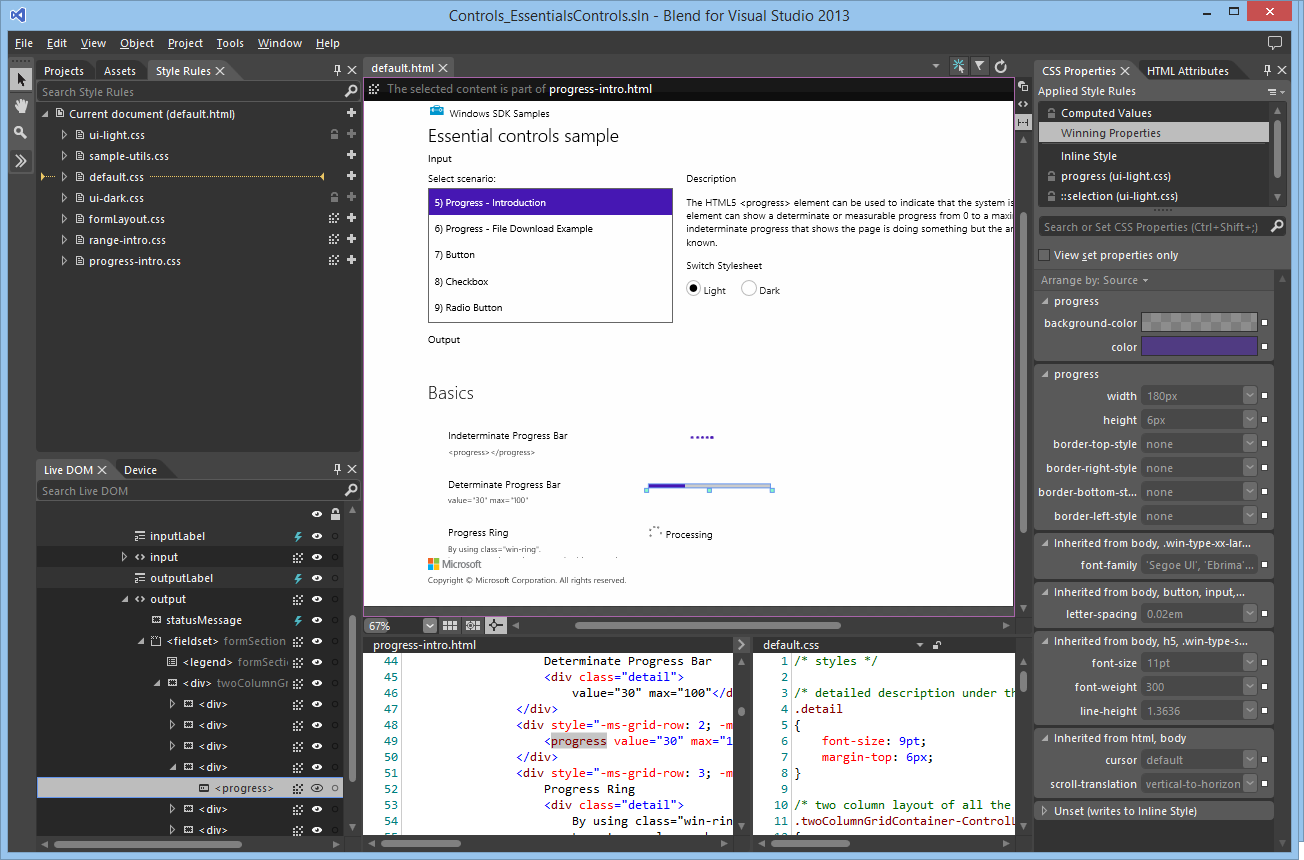 Controls_EssentialsControls.sln - Blend for Visual Studio 2013
File Edit View Object Project Tools Window Help
Projects Assets Style Rules
Search Style Rules
Current document (default.html)
ui-light.css
sample-utils.css
default.css
ui-dark.css
formLayout.css
range-intro.css
progress-intro.css
Live DOM Device
Search Live DOM
inputLabel
input
outputLabel
output
statusMessage
<fieldset> formSection
<legend> formSecti
<div> twoColumnGr
<div>
<div>
<div>
<div>
<progress>
<div>
<div>
default.html
The selected content is part of progress-intro.html
Windows SDK Samples
Essential controls sample
Input
Select scenario:
5) Progress - Introduction
6) Progress - File Download Example
7) Button
8) Checkbox
9) Radio Button
Description
The HTML5 <progress> element can be used to indicate that the system is
element can show a determinate or measurable progress from 0 to a maxi
indeterminate progress that shows the page is doing something but the
known.
Switch Stylesheet
Light Dark
Output
Basics
Indeterminate Progress Bar
<progress></progress>
Determinate Progress Bar
value="30" max="100"
Progress Ring
By using class="win-ring".
Processing
Microsoft
Copyright © Microsoft Corporation. All rights reserved.
67%
progress-intro.html
44 Determinate Progress Bar
45 <div class="detail">
46 value="30" max="100"</d
47 </div>
48 <div style="-ms-grid-row: 2; -m
49 <progress value="30" max="1
50 </div>
51 <div style="-ms-grid-row: 3; -m
52 Progress Ring
53 <div class="detail">
54 By using class="win-rin
default.css
1 /* styles */
2
3 /* detailed description under th
4 .detail
5 {
6 font-size: 9pt;
7 margin-top: 6px;
8 }
9
10 /* two column layout of all the
11 .twoColumnGridContainer-ControlL
CSS Properties HTML Attributes
Applied Style Rules
Computed Values
Winning Properties
Inline Style
progress (ui-light.css)
::selection (ui-light.css)
Search or Set CSS Properties (Ctrl+Shift+;)
View set properties only
Arrange by: Source
progress
background-color
color
progress
width 180px
height 6px
border-top-style none
border-right-style none
border-bottom-st... none
border-left-style none
Inherited from body, .win-type-xx-lar...
font-family 'Segoe UI', 'Ebrima'...
Inherited from body, button, input,...
letter-spacing 0.02em
Inherited from body, h5, .win-type-s...
font-size 11pt
font-weight 300
line-height 1.3636
Inherited from html, body
cursor default
scroll-translation vertical-to-horizon
Unset (writes to Inline Style)